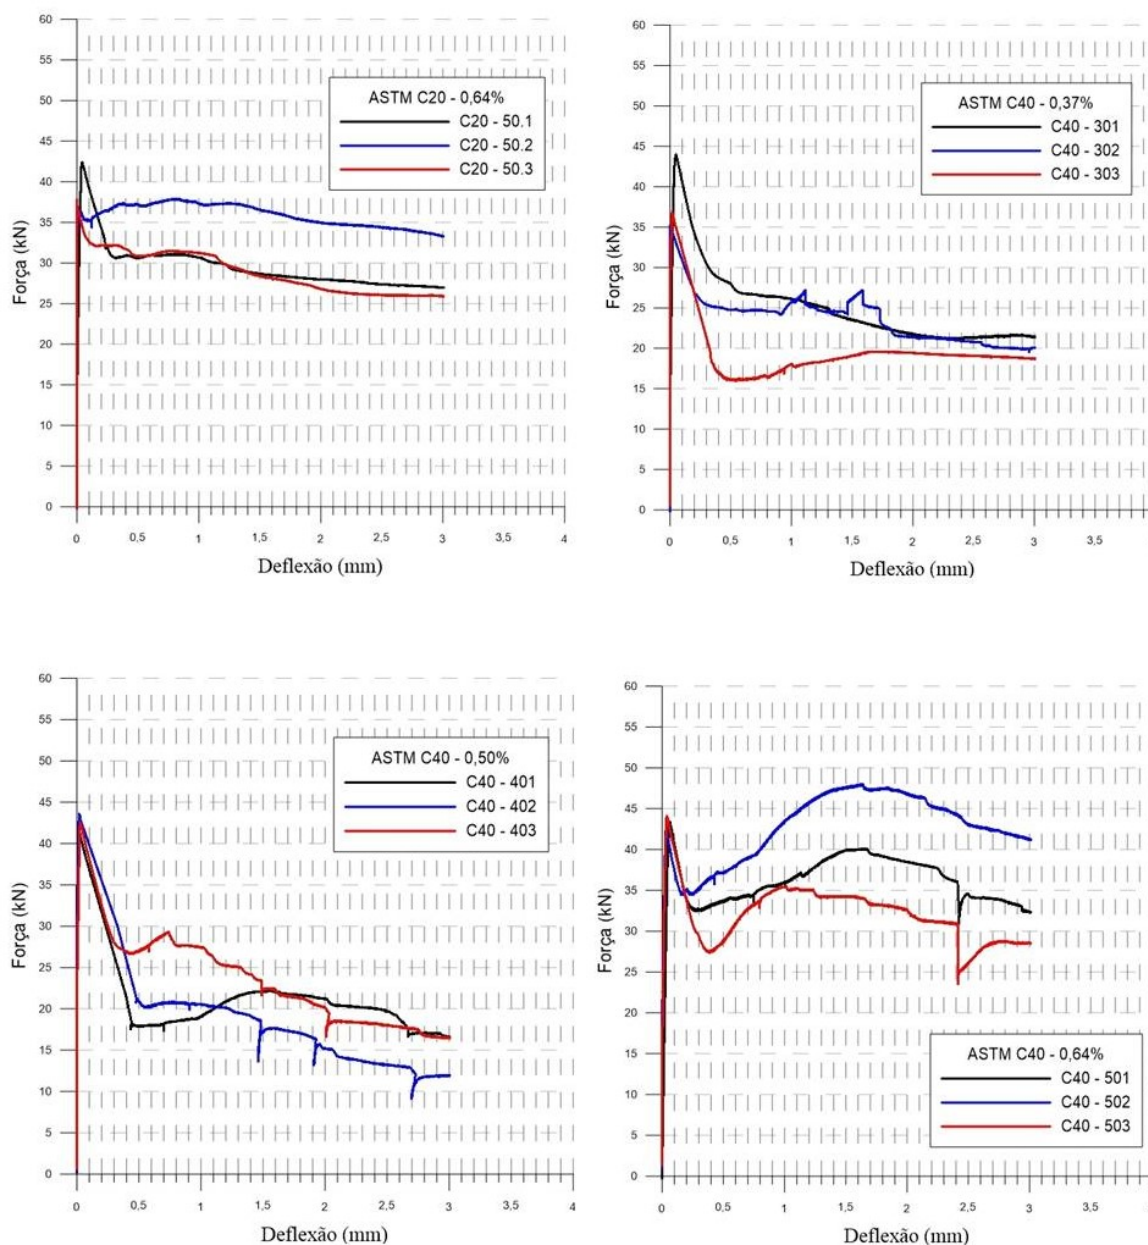 60
55
50
45
40
35
30
25
20
15
10
5
0
Força (kN)
ASTM C20 - 0,64%
C20 - 50.1
C20 - 50.2
C20 - 50.3
0 0,5 1 1,5 2 2,5 3 3,5 4
Deflexão (mm)
60
55
50
45
40
35
30
25
20
15
10
5
0
Força (kN)
ASTM C40 - 0,37%
C40 - 301
C40 - 302
C40 - 303
0 0,5 1 1,5 2 2,5 3 3,5
Deflexão (mm)
60
55
50
45
40
35
30
25
20
15
10
5
0
Força (kN)
ASTM C40 - 0,50%
C40 - 401
C40 - 402
C40 - 403
0 0,5 1 1,5 2 2,5 3 3,5 4
Deflexão (mm)
60
55
50
45
40
35
30
25
20
15
10
5
0
Força (kN)
ASTM C40 - 0,64%
C40 - 501
C40 - 502
C40 - 503
0 0,5 1 1,5 2 2,5 3 3,5
Deflexão (mm)